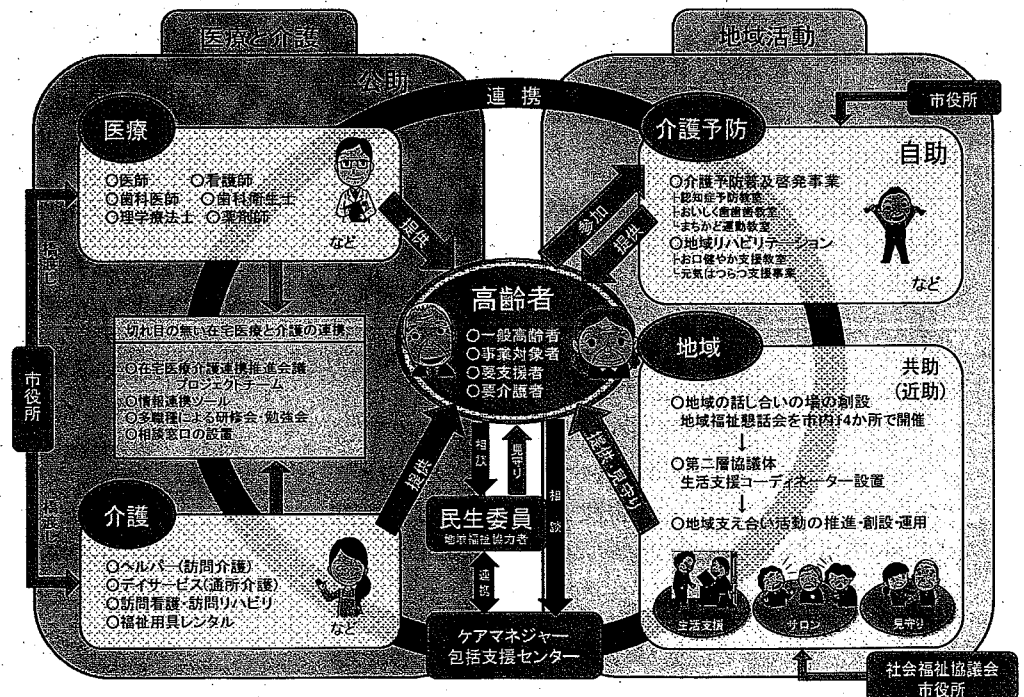 医療と介護
公助
医療
○医師 ○看護師
○歯科医師 ○歯科衛生士
○理学療法士 ○薬剤師
など
提供
切れ目の無い在宅医療と介護の連携
○在宅医療介護連携推進会議
プロジェクトチーム
○情報連携ツール
○多職種による研修会・勉強会
○相談窓口の設置
市役所
介護
○ヘルパー(訪問介護)
○デイサービス(通所介護)
○訪問看護・訪問リハビリ
○福祉用具レンタル
など
提供
連携
高齢者
○一般高齢者
○事業対象者
○要支援者
○要介護者
相談
見守り
相談
民生委員
地域福祉協力者
連携
ケアマネジャー
包括支援センター
地域活動
市役所
介護予防
自助
○介護予防普及啓発事業
├認知症予防教室
├おいしく歯歯歯教室
└まちかど運動教室
○地域リハビリテーション
├お口健やか支援教室
└元気はつらつ支援事業
など
参加
提供
地域
共助
(近助)
○地域の話し合いの場の創設
地域福祉懇話会を市内14か所で開催
↓
○第二層協議体
生活支援コーディネーター設置
↓
○地域支え合い活動の推進・創設・運用
提供・見守り
生活支援
サロン
見守り
社会福祉協議会
市役所